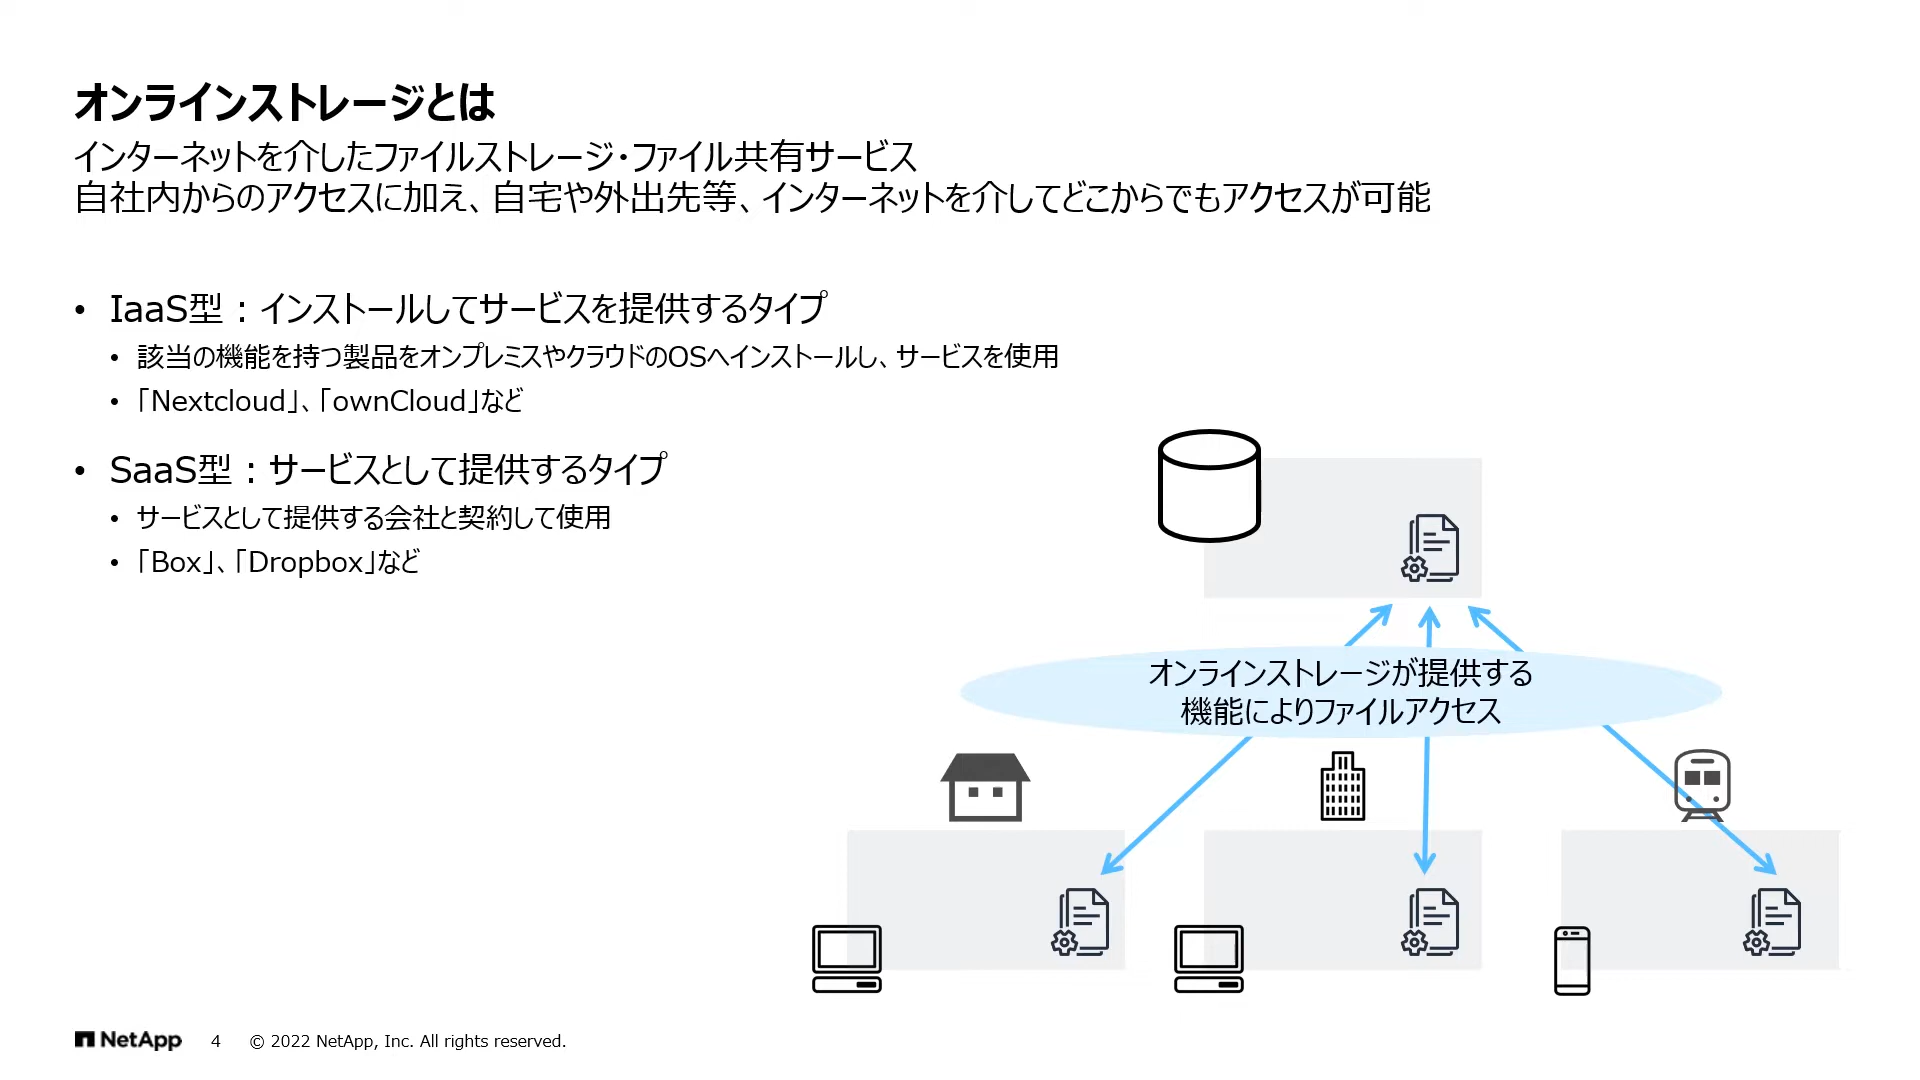 オンラインストレージとは
インターネットを介したファイルストレージ・ファイル共有サービス
自社内からのアクセスに加え、自宅や外出先等、インターネットを介してどこからでもアクセスが可能
• IaaS型：インストールしてサービスを提供するタイプ
• 該当の機能を持つ製品をオンプレミスやクラウドのOSへインストールし、サービスを使用
• 「Nextcloud」、「ownCloud」など
• SaaS型：サービスとして提供するタイプ
• サービスとして提供する会社と契約して使用
• 「Box」、「Dropbox」など
オンラインストレージが提供する
機能によりファイルアクセス
NetApp 4 © 2022 NetApp, Inc. All rights reserved.